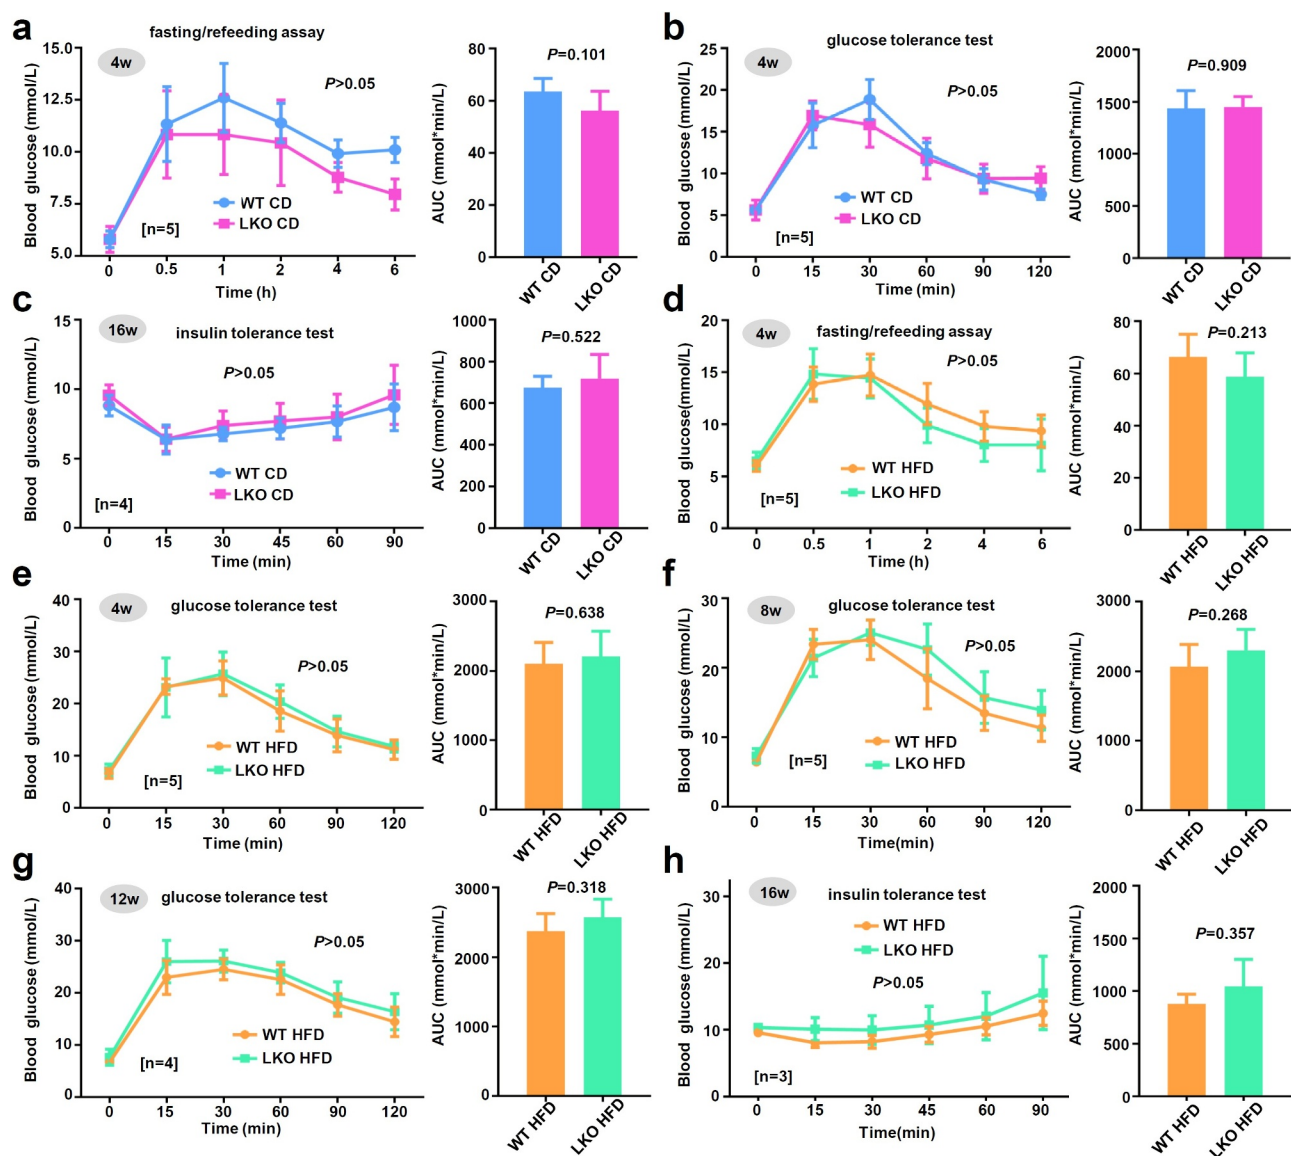 a
fasting/refeeding assay
4w
P>0.05
Blood glucose (mmol/L)
15.0
12.5
10.0
7.5
5.0
WT CD
LKO CD
[n=5]
0 0.5 1 2 4 6
Time (h)
AUC (mmol*min/L)
80
60
40
20
0
P=0.101
WT CD
LKO CD
b
glucose tolerance test
4w
P>0.05
Blood glucose (mmol/L)
25
20
15
10
5
0
WT CD
LKO CD
[n=5]
0 15 30 60 90 120
Time (min)
AUC (mmol*min/L)
2000
1500
1000
500
0
P=0.909
WT CD
LKO CD
c
insulin tolerance test
16w
P>0.05
Blood glucose (mmol/L)
15
10
5
0
WT CD
LKO CD
[n=4]
0 15 30 45 60 90
Time (min)
AUC (mmol*min/L)
1000
800
600
400
200
0
P=0.522
WT CD
LKO CD
d
fasting/refeeding assay
4w
P>0.05
Blood glucose(mmol/L)
20
15
10
5
0
WT HFD
LKO HFD
[n=5]
0 0.5 1 2 4 6
Time (h)
AUC (mmol*min/L)
80
60
40
20
0
P=0.213
WT HFD
LKO HFD
e
glucose tolerance test
4w
P>0.05
Blood glucose (mmol/L)
40
30
20
10
0
WT HFD
LKO HFD
[n=5]
0 15 30 60 90 120
Time (min)
AUC (mmol*min/L)
3000
2000
1000
0
P=0.638
WT HFD
LKO HFD
f
glucose tolerance test
8w
P>0.05
Blood glucose (mmol/L)
30
20
10
0
WT HFD
LKO HFD
[n=5]
0 15 30 60 90 120
Time(min)
AUC (mmol*min/L)
3000
2000
1000
0
P=0.268
WT HFD
LKO HFD
g
glucose tolerance test
12w
P>0.05
Blood glucose (mmol/L)
40
30
20
10
0
WT HFD
LKO HFD
[n=4]
0 15 30 60 90 120
Time (min)
AUC (mmol*min/L)
3000
2000
1000
0
P=0.318
WT HFD
LKO HFD
h
insulin tolerance test
16w
WT HFD
LKO HFD
P>0.05
Blood glucose (mmol/L)
30
20
10
0
[n=3]
0 15 30 45 60 90
Time(min)
AUC (mmol*min/L)
2000
1500
1000
500
0
P=0.357
WT HFD
LKO HFD